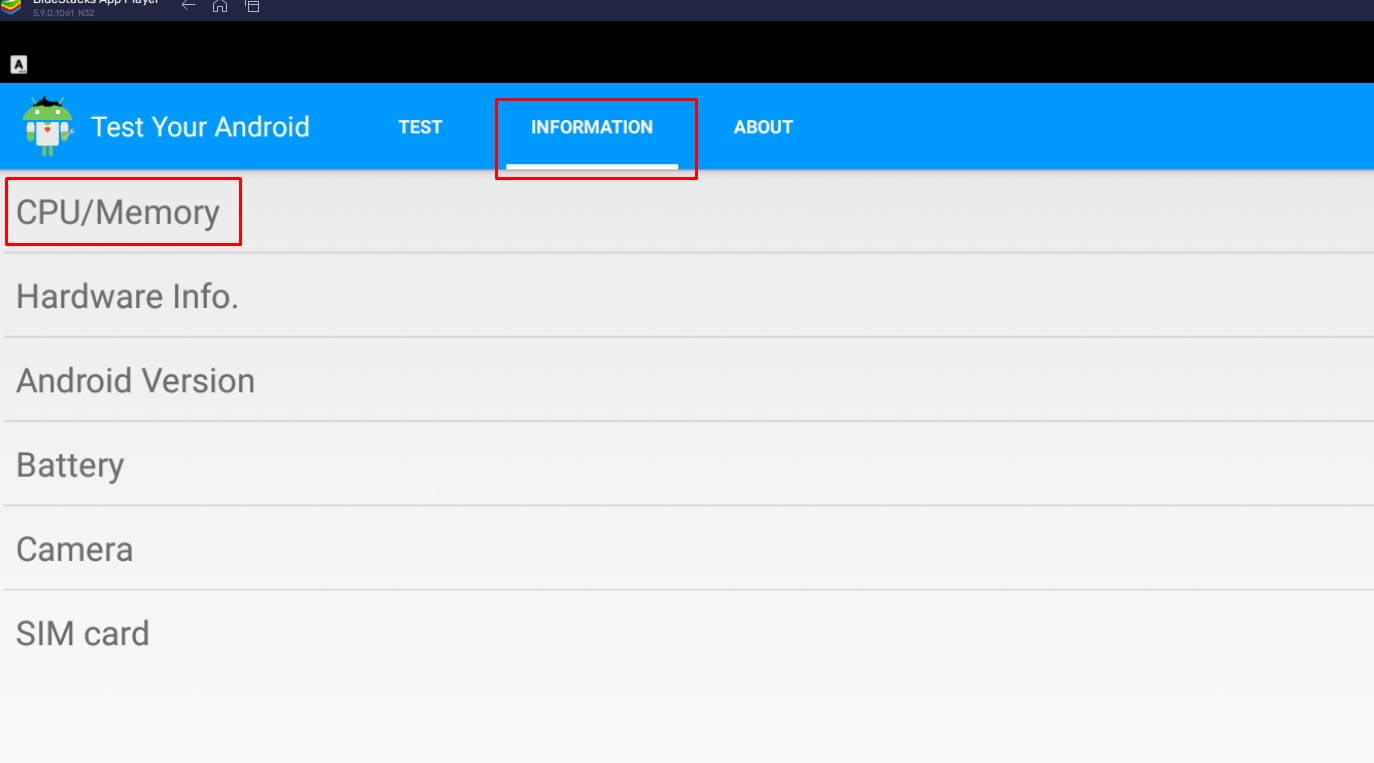 BlueStacks App Player
5.9.0.1061 N32
A
Test Your Android
TEST
INFORMATION
ABOUT
CPU/Memory
Hardware Info.
Android Version
Battery
Camera
SIM card